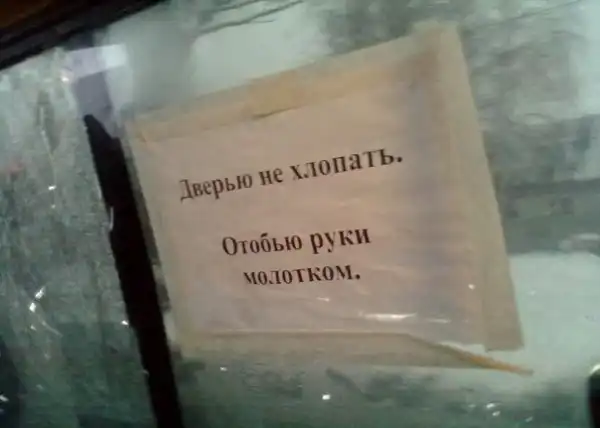 Дверью не хлопать.
Отобью руки
молотком.